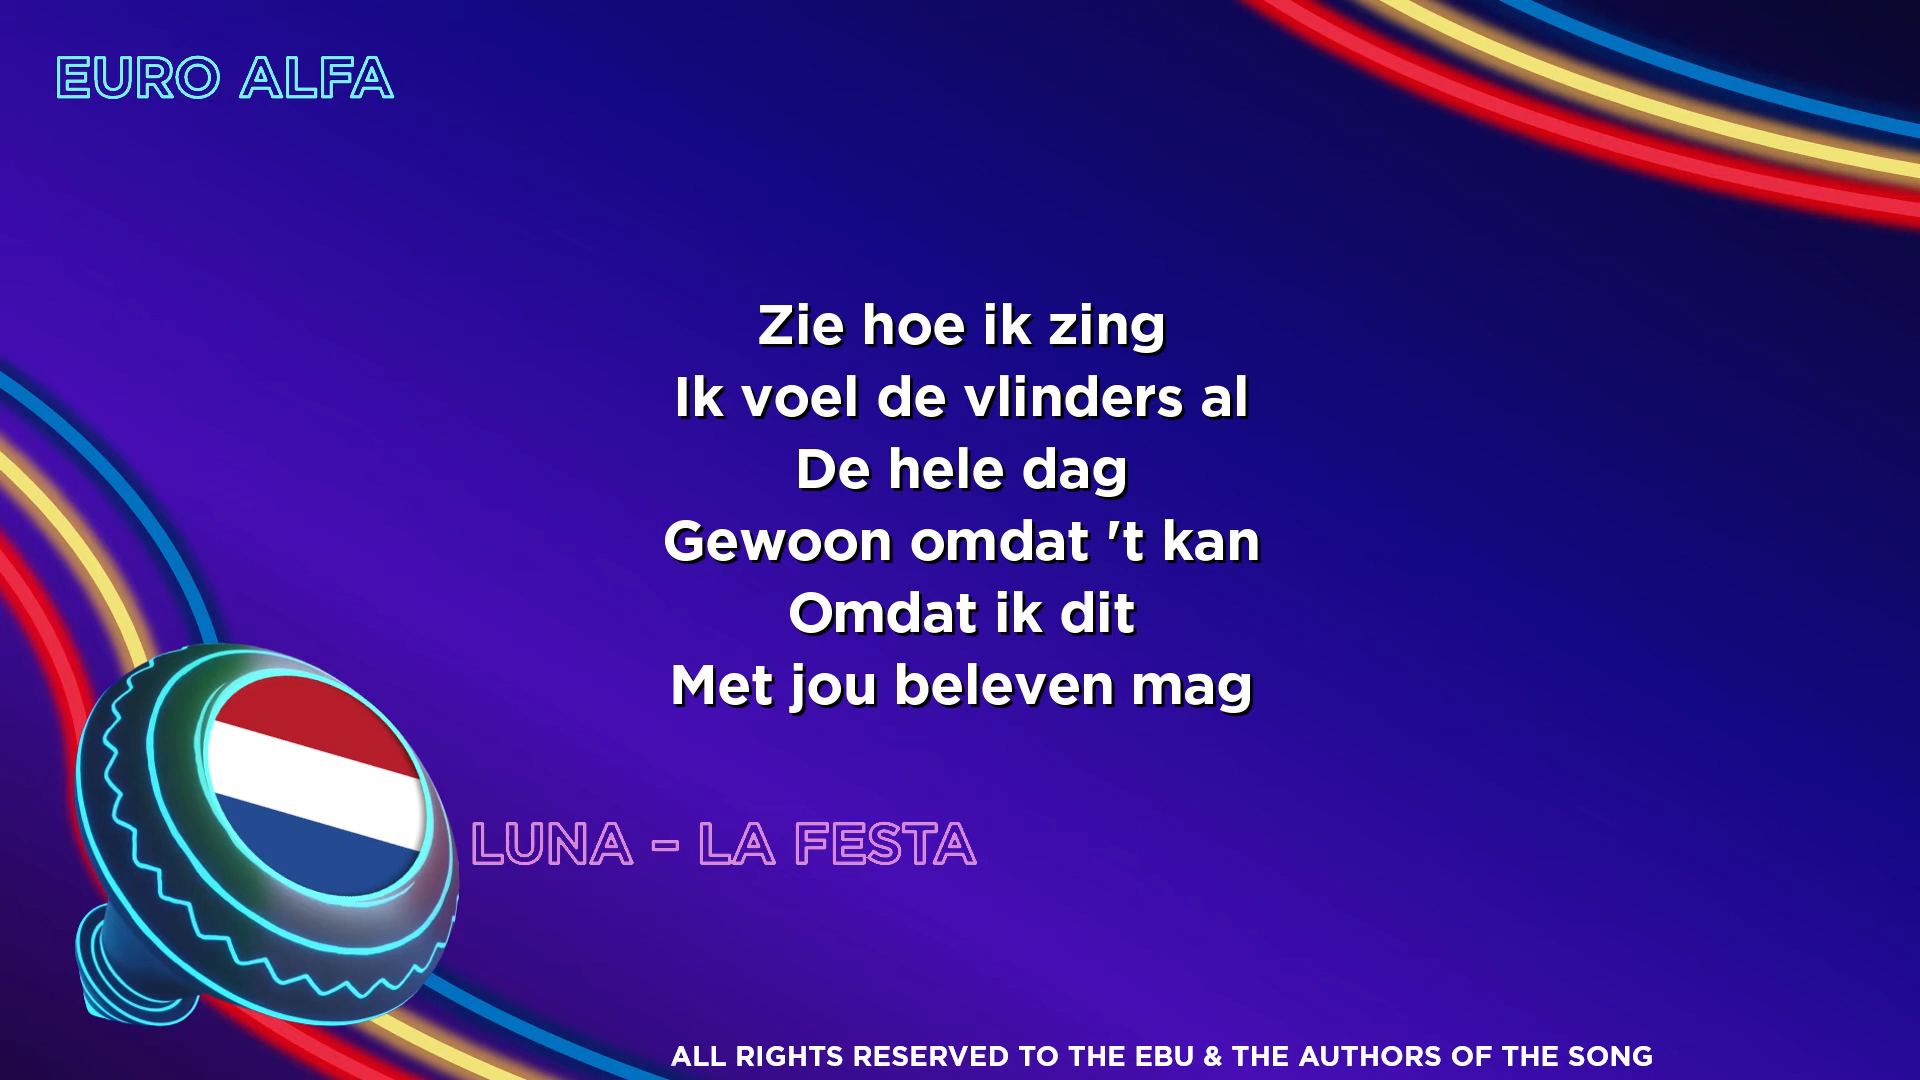 EURO ALFA
Zie hoe ik zing
Ik voel de vlinders al
De hele dag
Gewoon omdat 't kan
Omdat ik dit
Met jou beleven mag
LUNA – LA FESTA
ALL RIGHTS RESERVED TO THE EBU & THE AUTHORS OF THE SONG